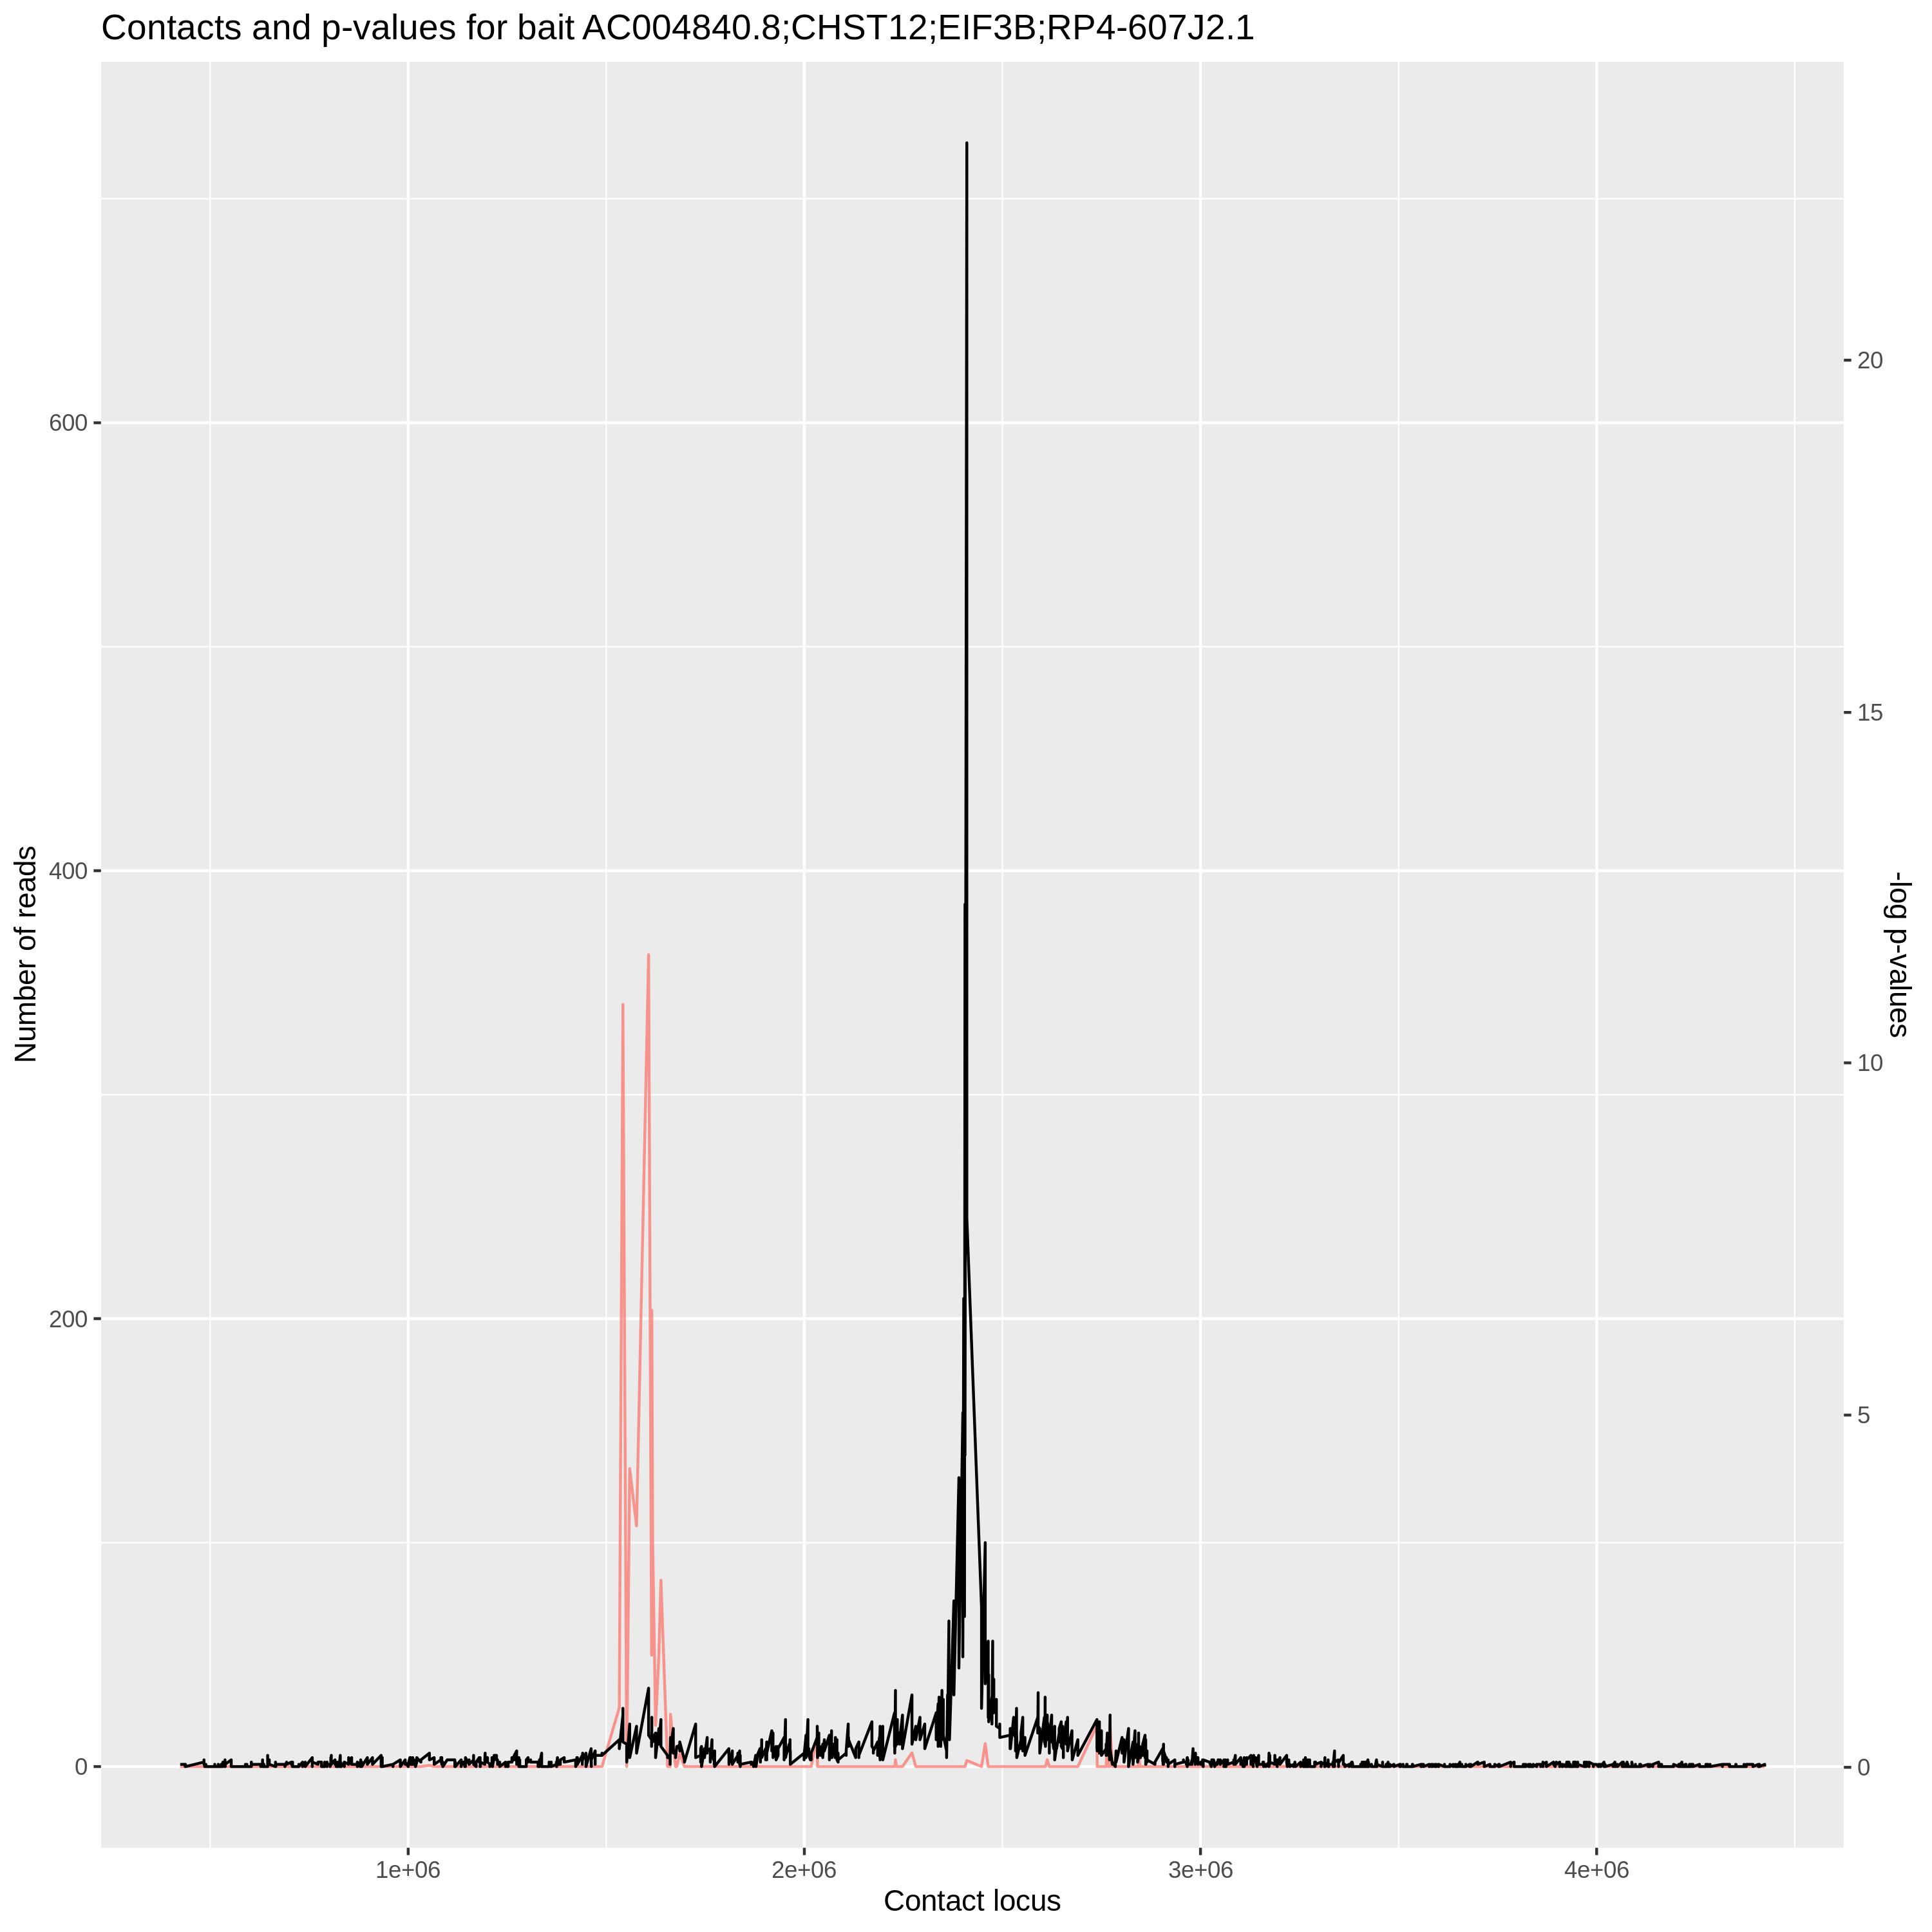 Contacts and p-values for bait AC004840.8;CHST12;EIF3B;RP4-607J2.1
Number of reads
600
400
200
0
20
15
10
5
0
-log p-values
1e+06
2e+06
3e+06
4e+06
Contact locus